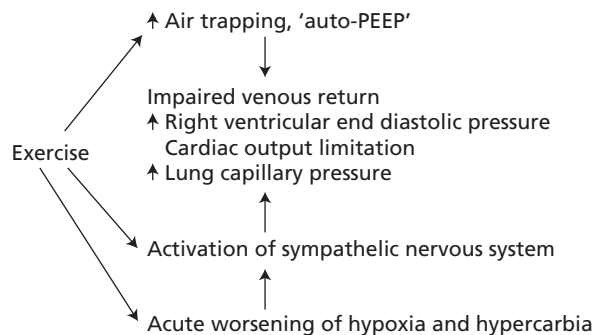 ↑ Air trapping, ‘auto-PEEP’
Impaired venous return
↑ Right ventricular end diastolic pressure
Exercise
Cardiac output limitation
↑ Lung capillary pressure
Activation of sympathelic nervous system
Acute worsening of hypoxia and hypercarbia